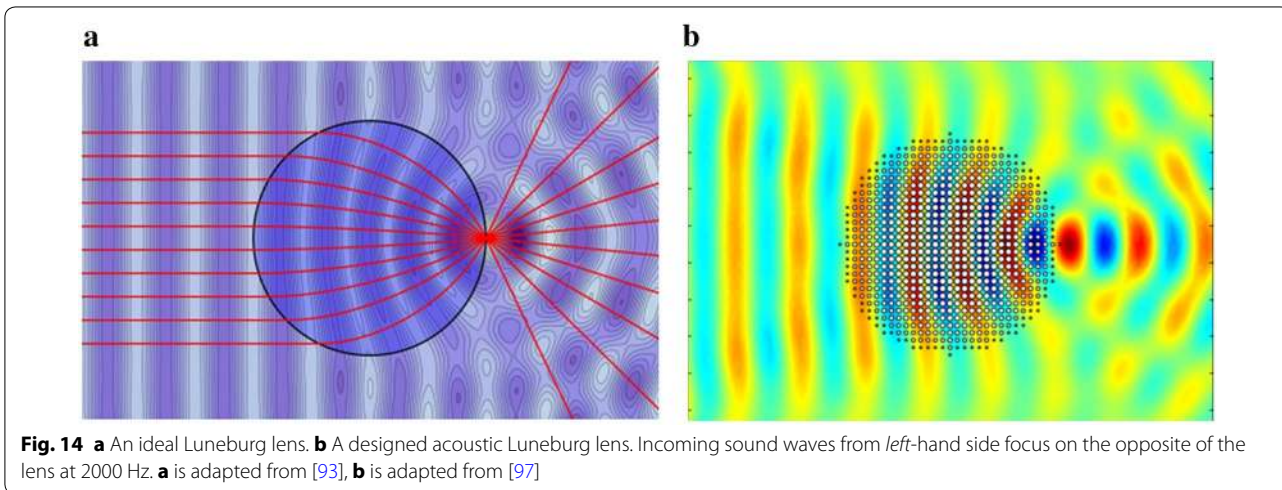 a
b
Fig. 14 a An ideal Luneburg lens. b A designed acoustic Luneburg lens. Incoming sound waves from left-hand side focus on the opposite of the
lens at 2000 Hz. a is adapted from [93], b is adapted from [97]